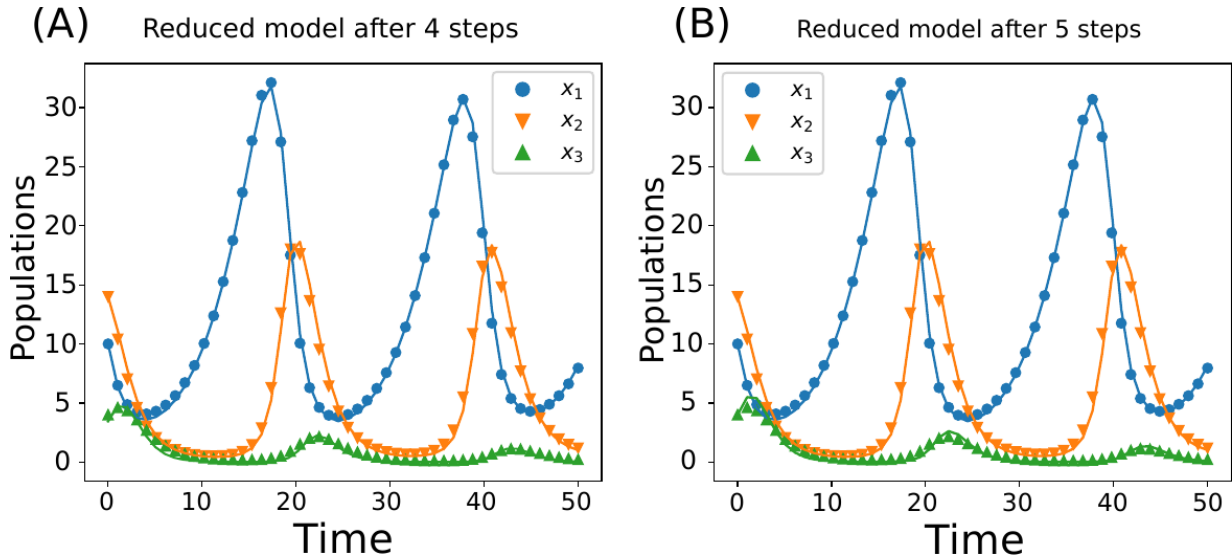 (A) Reduced model after 4 steps
Populations
30
25
20
15
10
5
0
x₁
x₂
x₃
0 10 20 30 40 50
Time
(B) Reduced model after 5 steps
Populations
30
25
20
15
10
5
0
x₁
x₂
x₃
0 10 20 30 40 50
Time